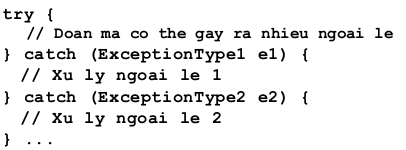 try {
// Doan ma co the gay ra nhieu ngoai le
} catch (ExceptionType1 e1) {
// Xu ly ngoai le 1
} catch (ExceptionType2 e2) {
// Xu ly ngoai le 2
} ...